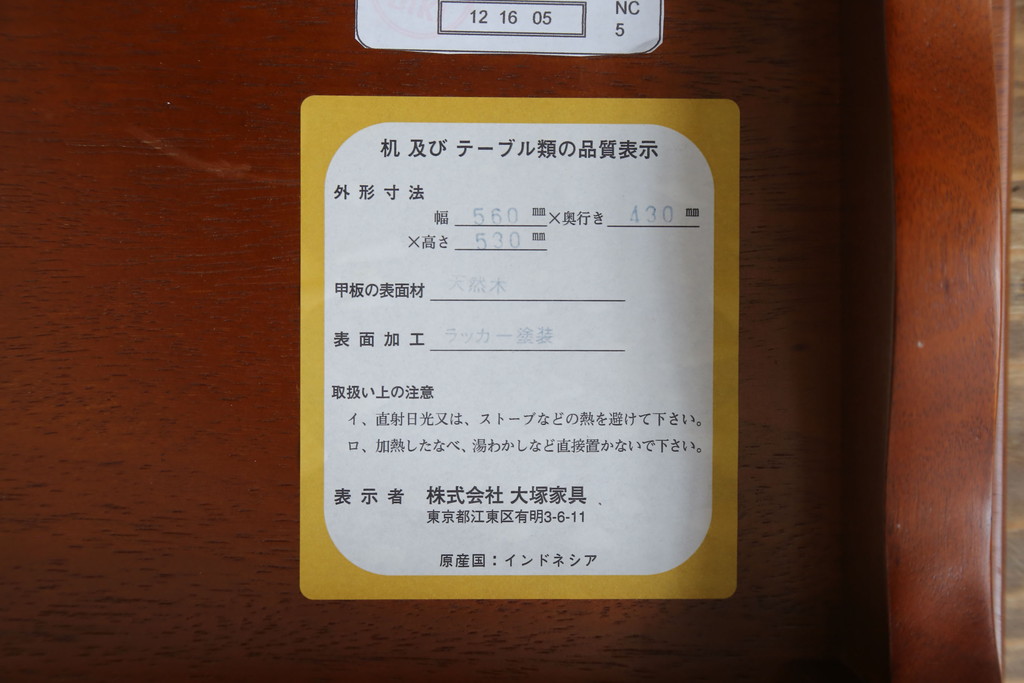 12 16 05
NC
5
机 及び テーブル類の品質表示
外形寸法
幅 560 ㎜ ×奥行き 430 ㎜
×高さ 530 ㎜
甲板の表面材 天然木
表面加工 ラッカー塗装
取扱い上の注意
イ、直射日光又は、ストーブなどの熱を避けて下さい。
ロ、加熱したなべ、湯わかしなど直接置かないで下さい。
表示者 株式会社 大塚家具
東京都江東区有明3-6-11
原産国：インドネシア